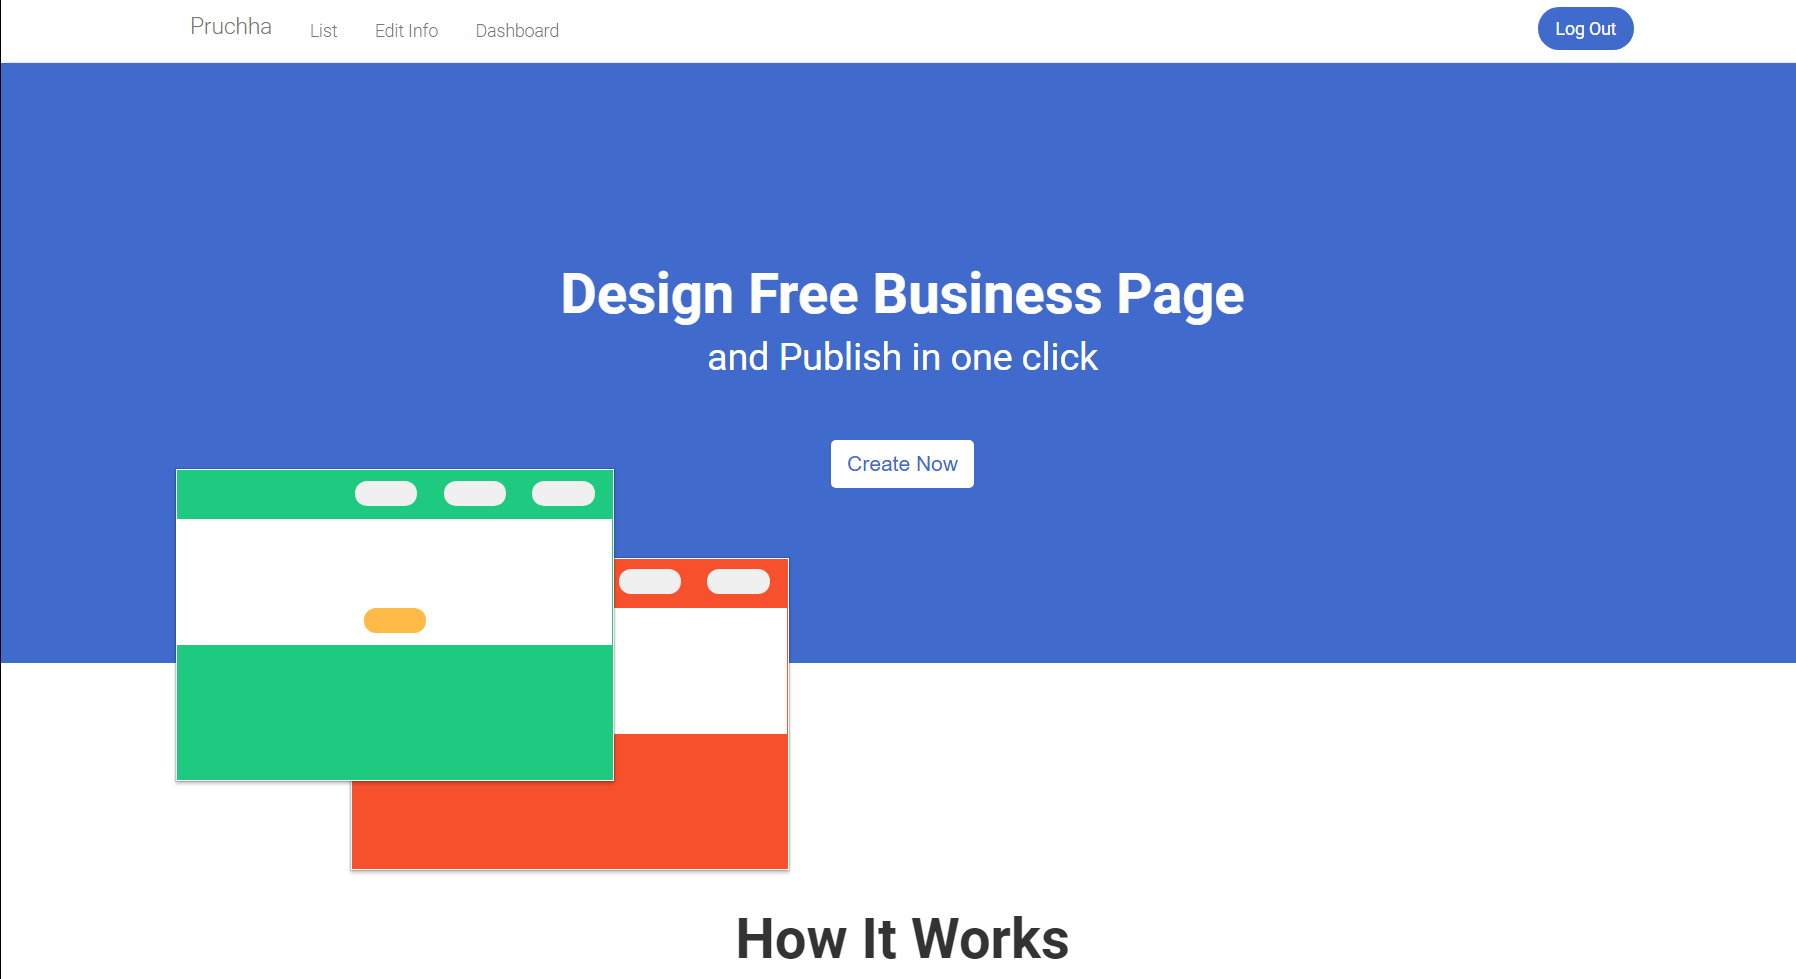 Pruchha
List
Edit Info
Dashboard
Log Out
Design Free Business Page
and Publish in one click
Create Now
How It Works